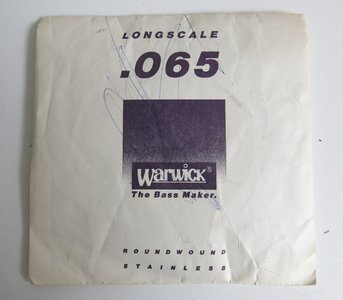 LONGSCALE
.065
Warwick®
The Bass Maker.
ROUNDWOUND
STAINLESS